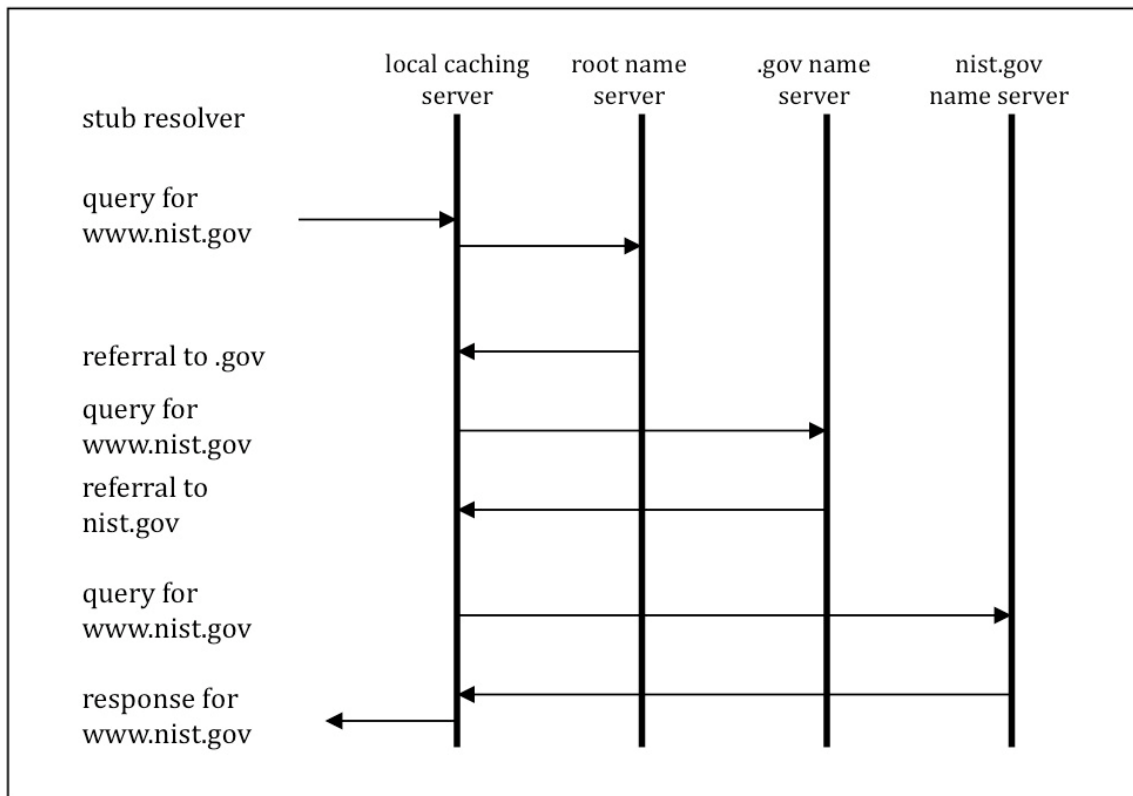 local caching
server
root name
server
.gov name
server
nist.gov
name server
stub resolver
query for
www.nist.gov
referral to .gov
query for
www.nist.gov
referral to
nist.gov
query for
www.nist.gov
response for
www.nist.gov